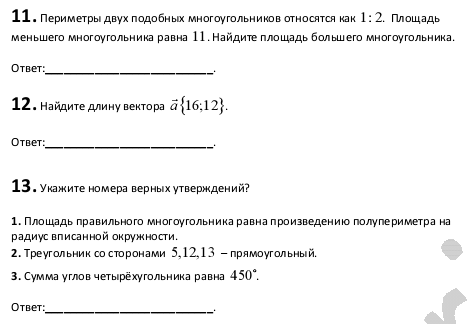 11. Периметры двух подобных многоугольников относятся как 1 : 2. Площадь
меньшего многоугольника равна 11. Найдите площадь большего многоугольника.
Ответ:____________________________.
12. Найдите длину вектора a⃗{16;12}.
Ответ:____________________________.
13. Укажите номера верных утверждений?
1. Площадь правильного многоугольника равна произведению полупериметра на
радиус вписанной окружности.
2. Треугольник со сторонами 5,12,13 – прямоугольный.
3. Сумма углов четырёхугольника равна 450°.
Ответ:____________________________.